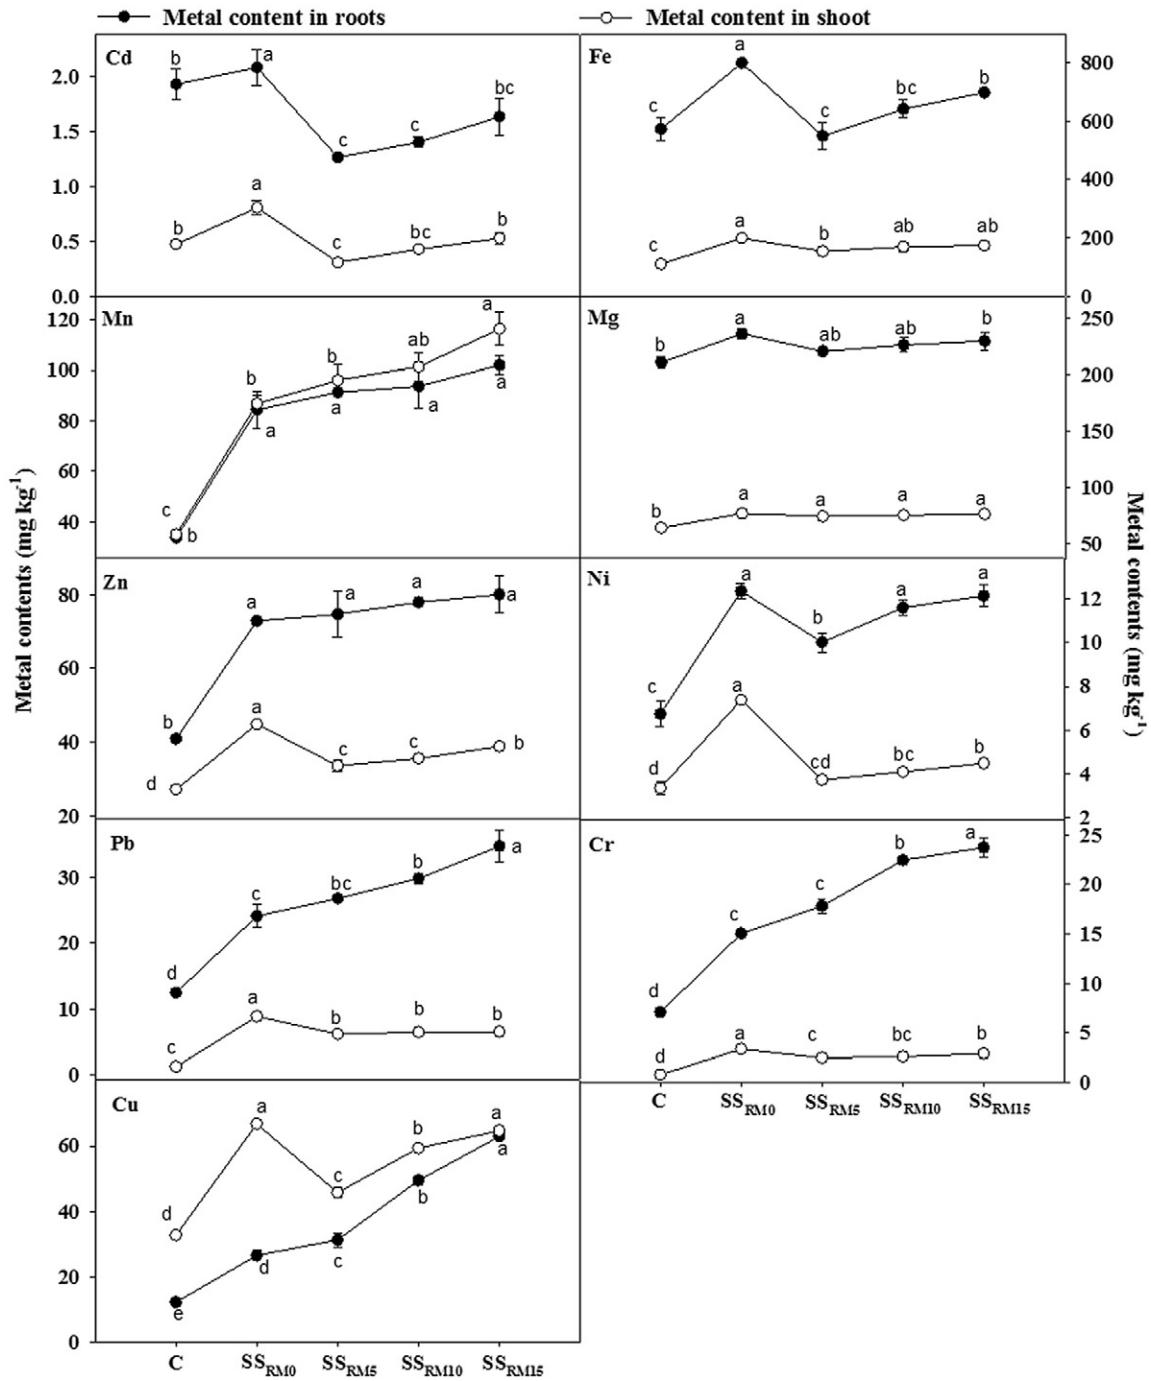 Metal content in roots
Metal content in shoot
Cd
2.0
1.5
1.0
0.5
0.0
b
a
c
c
bc
b
a
c
bc
b
Fe
800
600
400
200
0
c
a
c
bc
b
c
a
b
ab
ab
Mn
120
100
80
60
40
c
b
b
ab
a
b
a
a
a
a
Mg
250
200
150
100
50
b
a
ab
ab
b
b
a
a
a
a
Zn
80
60
40
20
b
a
a
a
a
d
a
c
c
b
Ni
12
10
8
6
4
2
c
a
b
a
a
d
a
cd
bc
b
Pb
30
20
10
0
d
c
bc
b
a
c
a
b
b
b
Cr
25
20
15
10
5
0
d
c
c
b
a
d
a
c
bc
b
C
SSRM0
SSRM5
SSRM10
SSRM15
Cu
60
40
20
0
d
a
c
b
a
e
d
c
b
a
C
SSRM0
SSRM5
SSRM10
SSRM15
Metal contents (mg kg-1)
Metal contents (mg kg-1)